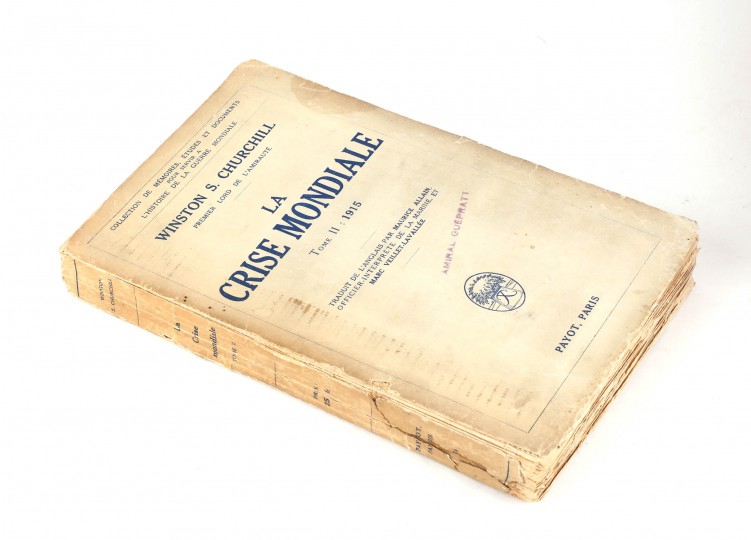 COLLECTION DE MÉMOIRES, ÉTUDES ET DOCUMENTS
POUR SERVIR A
L'HISTOIRE DE LA GUERRE MONDIALE
WINSTON S. CHURCHILL
PREMIER LORD DE L'AMIRAUTÉ
LA
CRISE MONDIALE
TOME II : 1915
TRADUIT DE L'ANGLAIS PAR MAURICE ALLAIN
OFFICIER-INTERPRÈTE DE LA MARINE, ET
MARC VEILLET-LAVALLÉE
AMIRAL GUÉPRATT
PAYOT, PARIS
WINSTON
S. CHURCHILL
La
Crise
mondiale
PAYOT,
PARIS